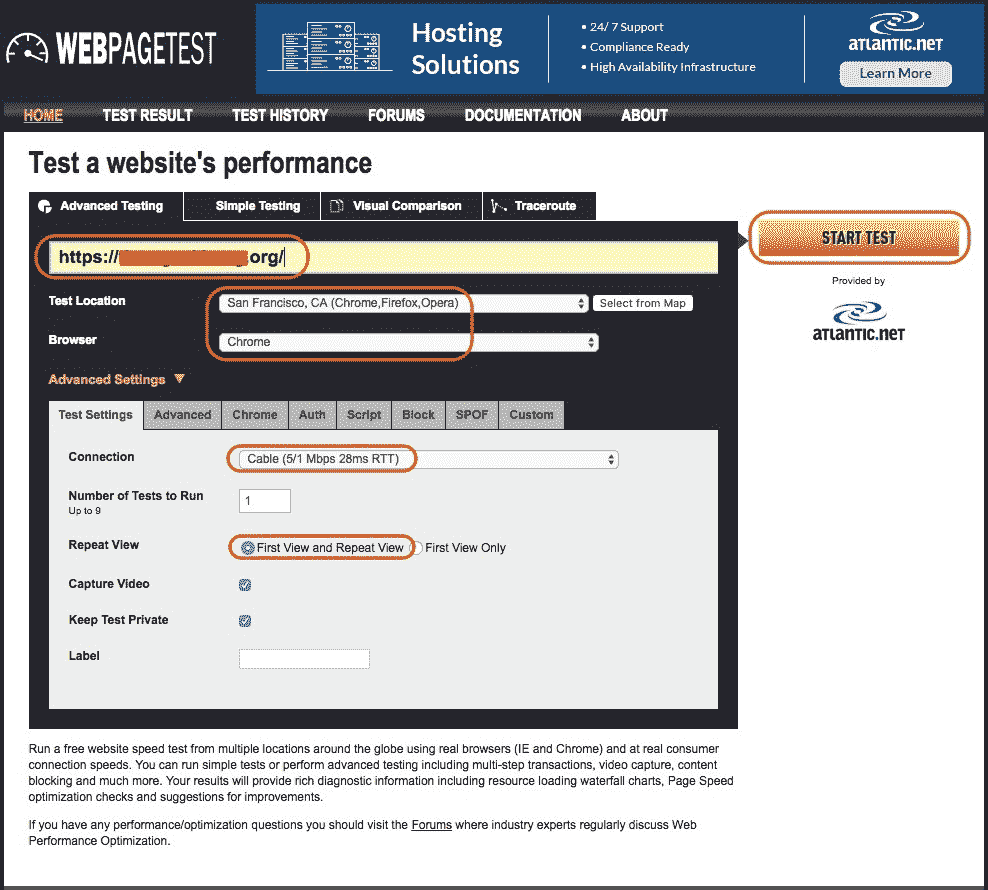 WEBPAGETEST
Hosting
Solutions
• 24/7 Support
• Compliance Ready
• High Availability Infrastructure
ATLANTIC.NET
Learn More
HOME TEST RESULT TEST HISTORY FORUMS DOCUMENTATION ABOUT
Test a website's performance
Advanced Testing Simple Testing Visual Comparison Traceroute
https:// org/
START TEST
Provided by
ATLANTIC.NET
Test Location San Francisco, CA (Chrome,Firefox,Opera) Select from Map
Browser Chrome
Advanced Settings
Test Settings Advanced Chrome Auth Script Block SPOF Custom
Connection Cable (5/1 Mbps 28ms RTT)
Number of Tests to Run 1
Up to 9
Repeat View First View and Repeat View First View Only
Capture Video
Keep Test Private
Label
Run a free website speed test from multiple locations around the globe using real browsers (IE and Chrome) and at real consumer
connection speeds. You can run simple tests or perform advanced testing including multi-step transactions, video capture, content
blocking and much more. Your results will provide rich diagnostic information including resource loading waterfall charts, Page Speed
optimization checks and suggestions for improvements.
If you have any performance/optimization questions you should visit the Forums where industry experts regularly discuss Web
Performance Optimization.